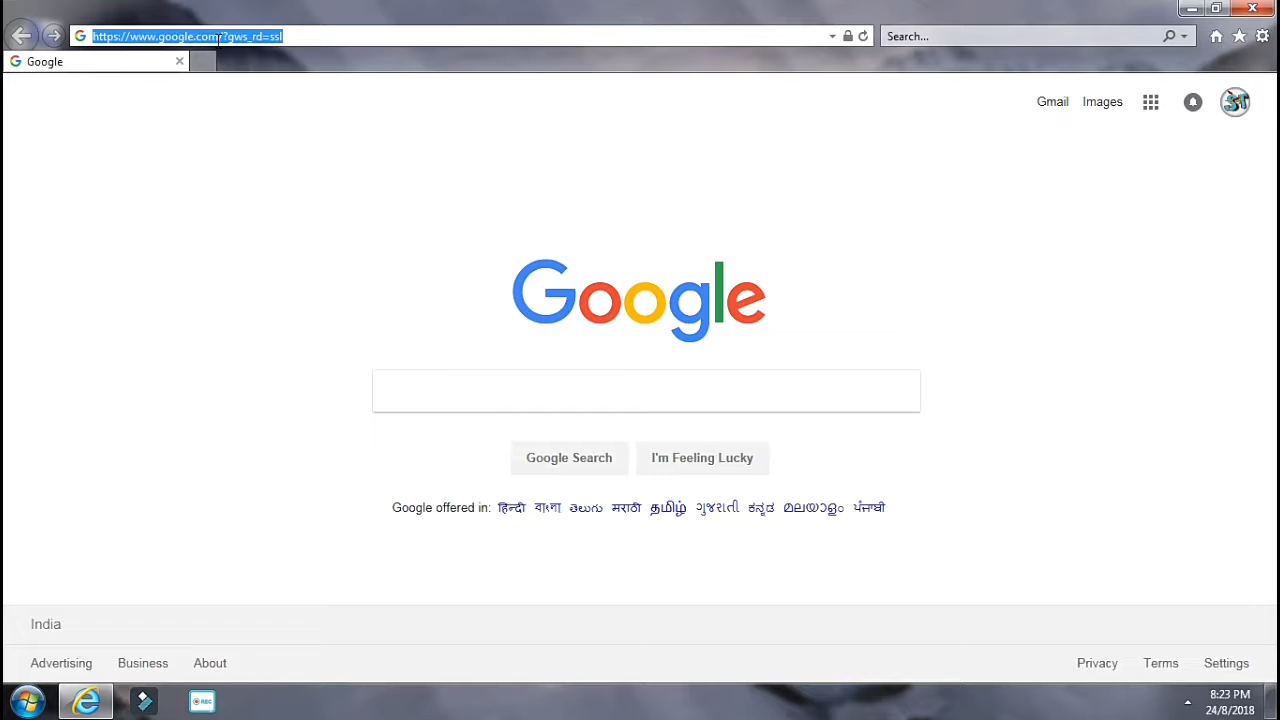 https://www.google.com/?gws_rd=ssl
Search...
Google
Gmail Images
Google
Google Search I'm Feeling Lucky
Google offered in: हिन्दी বাংলা తెలుగు मराठी தமிழ் ગુજરાતી ಕನ್ನಡ മലയാളം ਪੰਜਾਬੀ
India
Advertising Business About Privacy Terms Settings
REC
8:23 PM
24/8/2018